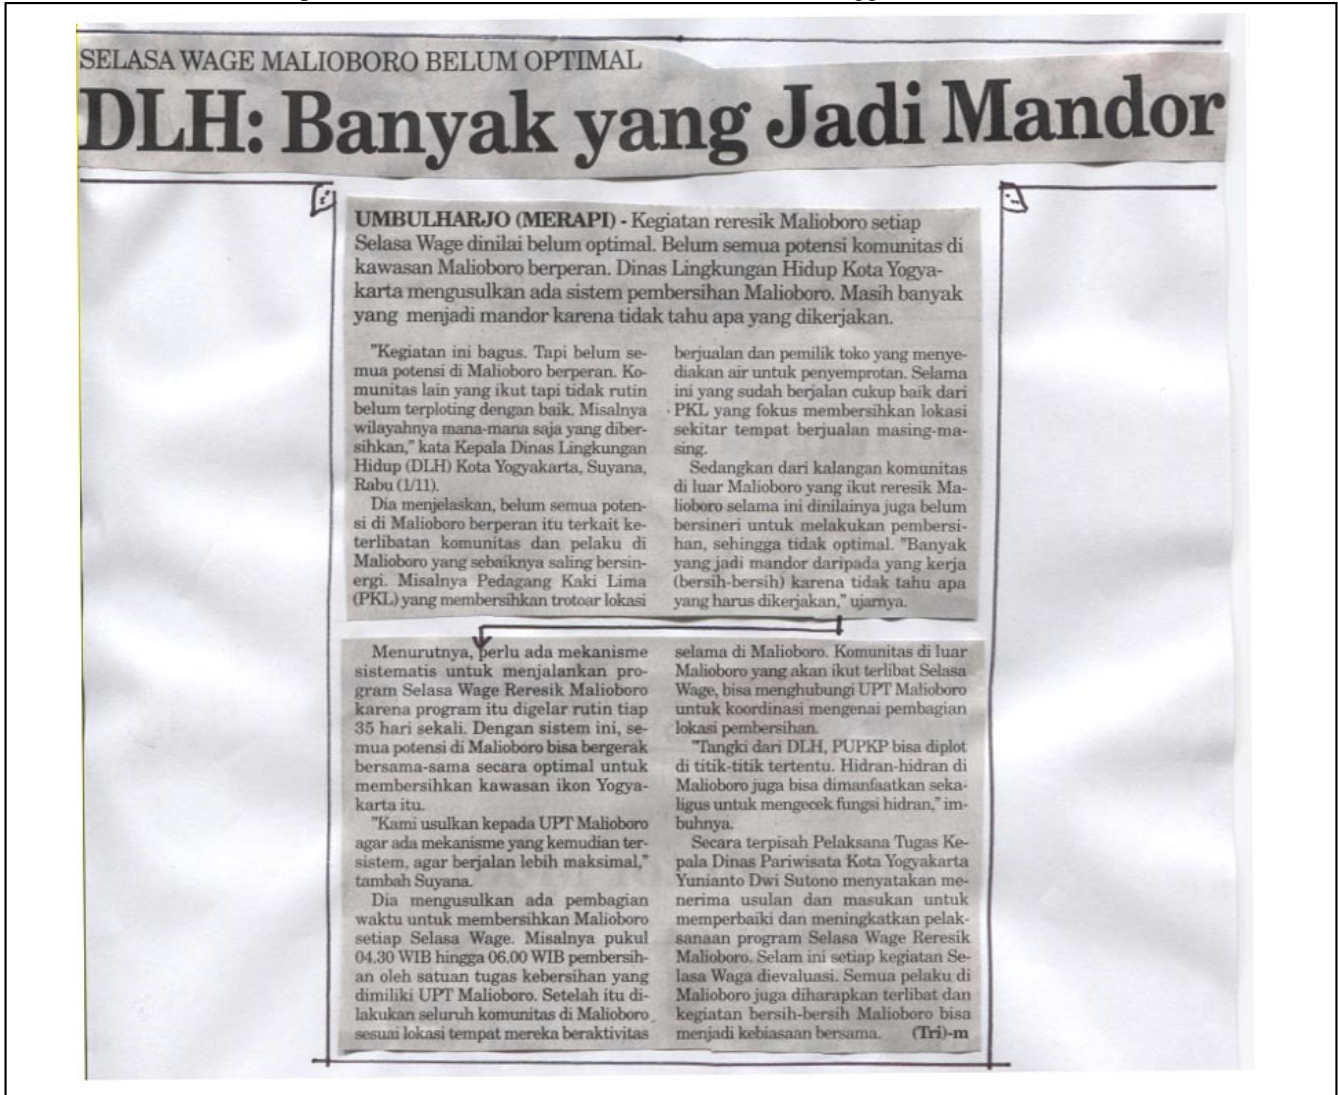 SELASA WAGE MALIOBORO BELUM OPTIMAL
DLH: Banyak yang Jadi Mandor
UMBULHARJO (MERAPI) - Kegiatan reresik Malioboro setiap
Selasa Wage dinilai belum optimal. Belum semua potensi komunitas di
kawasan Malioboro berperan. Dinas Lingkungan Hidup Kota Yogya-
karta mengusulkan ada sistem pembersihan Malioboro. Masih banyak
yang menjadi mandor karena tidak tahu apa yang dikerjakan.
"Kegiatan ini bagus. Tapi belum se-
mua potensi di Malioboro berperan. Ko-
munitas lain yang ikut tapi tidak rutin
belum terploting dengan baik. Misalnya
wilayahnya mana-mana saja yang diber-
sihkan," kata Kepala Dinas Lingkungan
Hidup (DLH) Kota Yogyakarta, Suyana,
Rabu (1/11).
Dia menjelaskan, belum semua poten-
si di Malioboro berperan itu terkait ke-
terlibatan komunitas dan pelaku di
Malioboro yang sebaiknya saling bersin-
ergi. Misalnya Pedagang Kaki Lima
(PKL) yang membersihkan trotoar lokasi
berjualan dan pemilik toko yang menye-
diakan air untuk penyemprotan. Selama
ini yang sudah berjalan cukup baik dari
PKL yang fokus membersihkan lokasi
sekitar tempat berjualan masing-ma-
sing.
Sedangkan dari kalangan komunitas
di luar Malioboro yang ikut reresik Ma-
lioboro selama ini dinilainya juga belum
bersineri untuk melakukan pembersi-
han, sehingga tidak optimal. "Banyak
yang jadi mandor daripada yang kerja
(bersih-bersih) karena tidak tahu apa
yang harus dikerjakan," ujarnya.
Menurutnya, perlu ada mekanisme
sistematis untuk menjalankan pro-
gram Selasa Wage Reresik Malioboro
karena program itu digelar rutin tiap
35 hari sekali. Dengan sistem ini, se-
mua potensi di Malioboro bisa bergerak
bersama-sama secara optimal untuk
membersihkan kawasan ikon Yogya-
karta itu.
"Kami usulkan kepada UPT Malioboro
agar ada mekanisme yang kemudian ter-
sistem, agar berjalan lebih maksimal,"
tambah Suyana.
Dia mengusulkan ada pembagian
waktu untuk membersihkan Malioboro
setiap Selasa Wage. Misalnya pukul
04.30 WIB hingga 06.00 WIB pembersih-
an oleh satuan tugas kebersihan yang
dimiliki UPT Malioboro. Setelah itu di-
lakukan seluruh komunitas di Malioboro
sesuai lokasi tempat mereka beraktivitas
selama di Malioboro. Komunitas di luar
Malioboro yang akan ikut terlibat Selasa
Wage, bisa menghubungi UPT Malioboro
untuk koordinasi mengenai pembagian
lokasi pembersihan.
"Tangki dari DLH, PUPKP bisa diplot
di titik-titik tertentu. Hidran-hidran di
Malioboro juga bisa dimanfaatkan seka-
ligus untuk mengecek fungsi hidran," im-
buhnya.
Secara terpisah Pelaksana Tugas Ke-
pala Dinas Pariwisata Kota Yogyakarta
Yunianto Dwi Sutono menyatakan me-
nerima usulan dan masukan untuk
memperbaiki dan meningkatkan pelak-
sanaan program Selasa Wage Reresik
Malioboro. Selam ini setiap kegiatan Se-
lasa Waga dievaluasi. Semua pelaku di
Malioboro juga diharapkan terlibat dan
kegiatan bersih-bersih Malioboro bisa
menjadi kebiasaan bersama. (Tri)-m